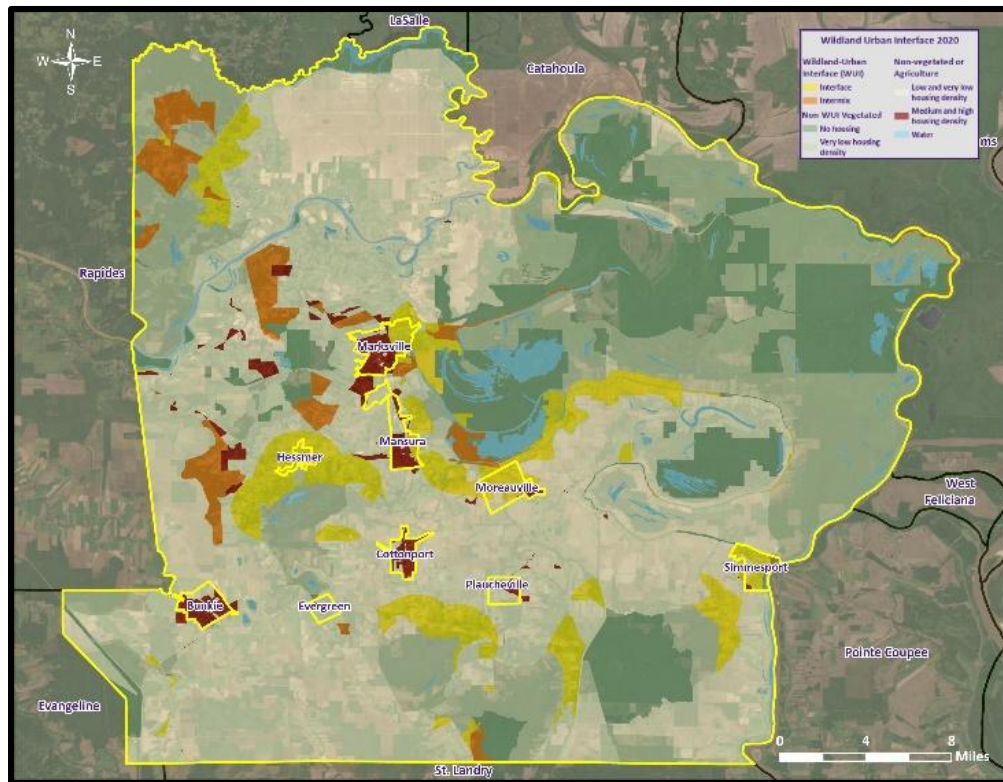 LaSalle
N
W E
S
Catahoula
Wildland Urban Interface 2020
Wildland-Urban
Interface (WUI)
Interface
Intermix
Non WUI Vegetated
No housing
Very low housing
density
Non-vegetated or
Agriculture
Low and very low
housing density
Medium and high
housing density
Water
ms
Rapides
Marksville
Mansura
Hessmer
Moreauville
West
Feliciana
Cottonport
Simmesport
Plaucheville
Bunkie
Evergreen
Pointe Coupee
Evangeline
0 4 8
Miles
St. Landry